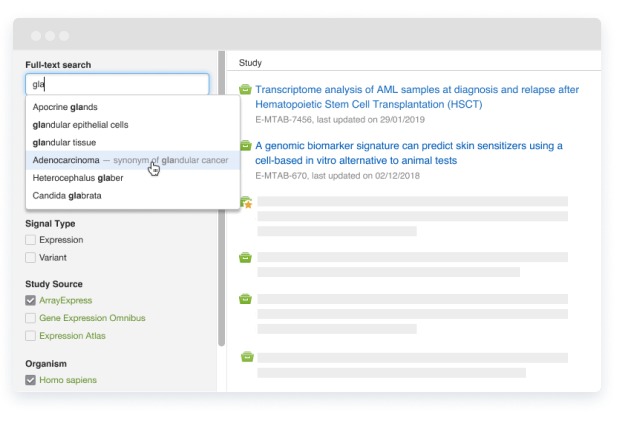 Full-text search
gla
Apocrine glands
glandular epithelial cells
glandular tissue
Adenocarcinoma — synonym of glandular cancer
Heterocephalus glaber
Candida glabrata
Signal Type
Expression
Variant
Study Source
ArrayExpress
Gene Expression Omnibus
Expression Atlas
Organism
Homo sapiens
Study
Transcriptome analysis of AML samples at diagnosis and relapse after
Hematopoietic Stem Cell Transplantation (HSCT)
E-MTAB-7456, last updated on 29/01/2019
A genomic biomarker signature can predict skin sensitizers using a
cell-based in vitro alternative to animal tests
E-MTAB-670, last updated on 02/12/2018